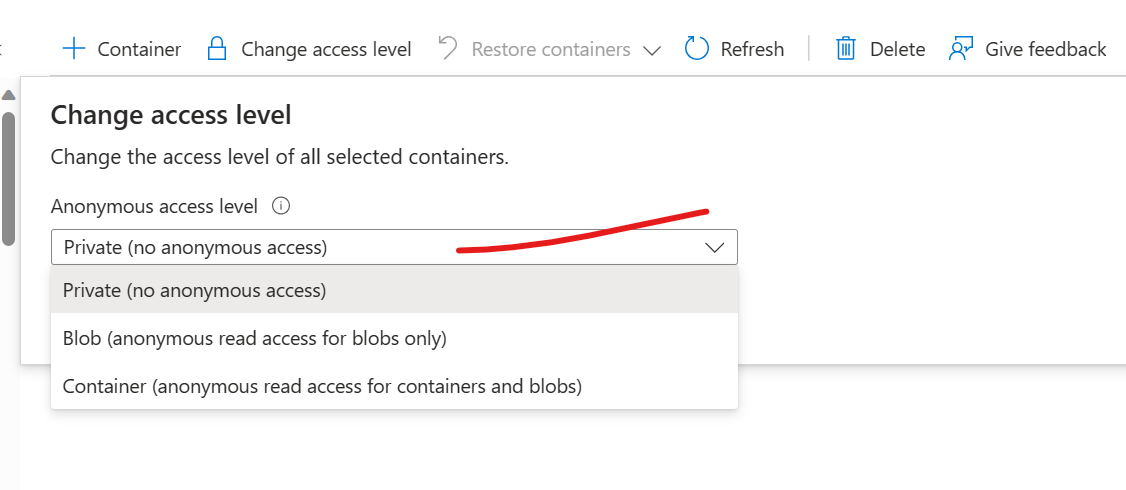 Container Change access level Restore containers Refresh Delete Give feedback
Change access level
Change the access level of all selected containers.
Anonymous access level
Private (no anonymous access)
Private (no anonymous access)
Blob (anonymous read access for blobs only)
Container (anonymous read access for containers and blobs)